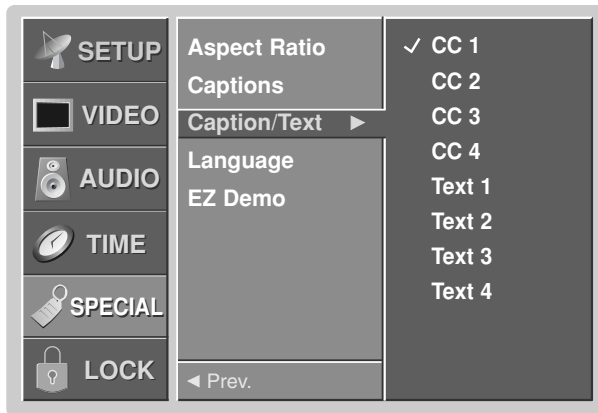 SETUP
VIDEO
AUDIO
TIME
SPECIAL
LOCK
Aspect Ratio
Captions
Caption/Text ►
Language
EZ Demo
◄ Prev.
✓ CC 1
CC 2
CC 3
CC 4
Text 1
Text 2
Text 3
Text 4